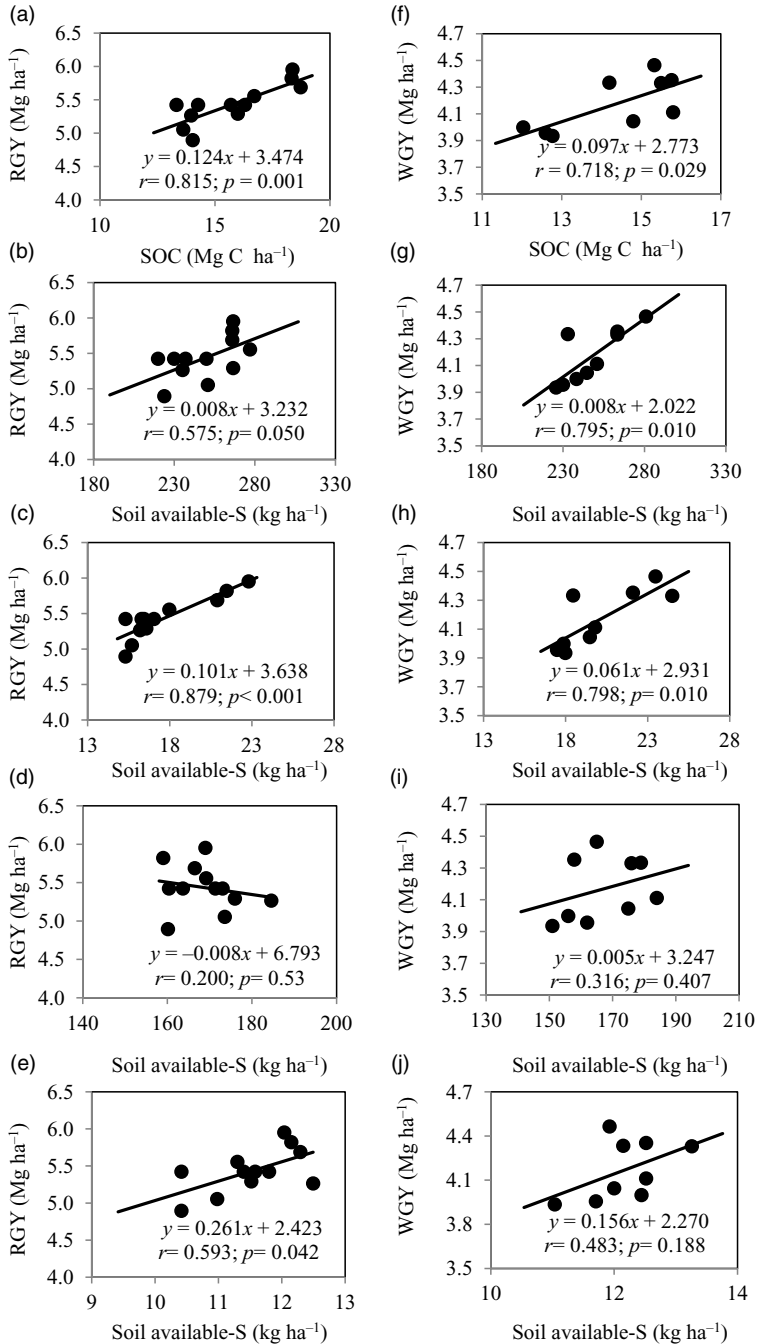 (a)
RGY (Mg ha⁻¹)
6.5
6.0
5.5
5.0
4.5
4.0
y = 0.124x + 3.474
r= 0.815; p = 0.001
10 15 20
SOC (Mg C ha⁻¹)
(f)
WGY (Mg ha⁻¹)
4.7
4.5
4.3
4.1
3.9
3.7
3.5
y = 0.097x + 2.773
r = 0.718; p = 0.029
11 13 15 17
SOC (Mg C ha⁻¹)
(b)
RGY (Mg ha⁻¹)
6.5
6.0
5.5
5.0
4.5
4.0
y = 0.008x + 3.232
r= 0.575; p= 0.050
180 230 280 330
Soil available-S (kg ha⁻¹)
(g)
WGY (Mg ha⁻¹)
4.7
4.5
4.3
4.1
3.9
3.7
3.5
y = 0.008x + 2.022
r= 0.795; p= 0.010
180 230 280 330
Soil available-S (kg ha⁻¹)
(c)
RGY (Mg ha⁻¹)
6.5
6.0
5.5
5.0
4.5
4.0
y = 0.101x + 3.638
r= 0.879; p< 0.001
13 18 23 28
Soil available-S (kg ha⁻¹)
(h)
WGY (Mg ha⁻¹)
4.7
4.5
4.3
4.1
3.9
3.7
3.5
y = 0.061x + 2.931
r= 0.798; p= 0.010
13 18 23 28
Soil available-S (kg ha⁻¹)
(d)
RGY (Mg ha⁻¹)
6.5
6.0
5.5
5.0
4.5
4.0
y = –0.008x + 6.793
r= 0.200; p= 0.53
140 160 180 200
Soil available-S (kg ha⁻¹)
(i)
WGY (Mg ha⁻¹)
4.7
4.5
4.3
4.1
3.9
3.7
3.5
y = 0.005x + 3.247
r= 0.316; p= 0.407
130 150 170 190 210
Soil available-S (kg ha⁻¹)
(e)
RGY (Mg ha⁻¹)
6.5
6.0
5.5
5.0
4.5
4.0
y = 0.261x + 2.423
r= 0.593; p= 0.042
9 10 11 12 13
Soil available-S (kg ha⁻¹)
(j)
WGY (Mg ha⁻¹)
4.7
4.4
4.1
3.8
3.5
y = 0.156x + 2.270
r= 0.483; p= 0.188
10 12 14
Soil available-S (kg ha⁻¹)